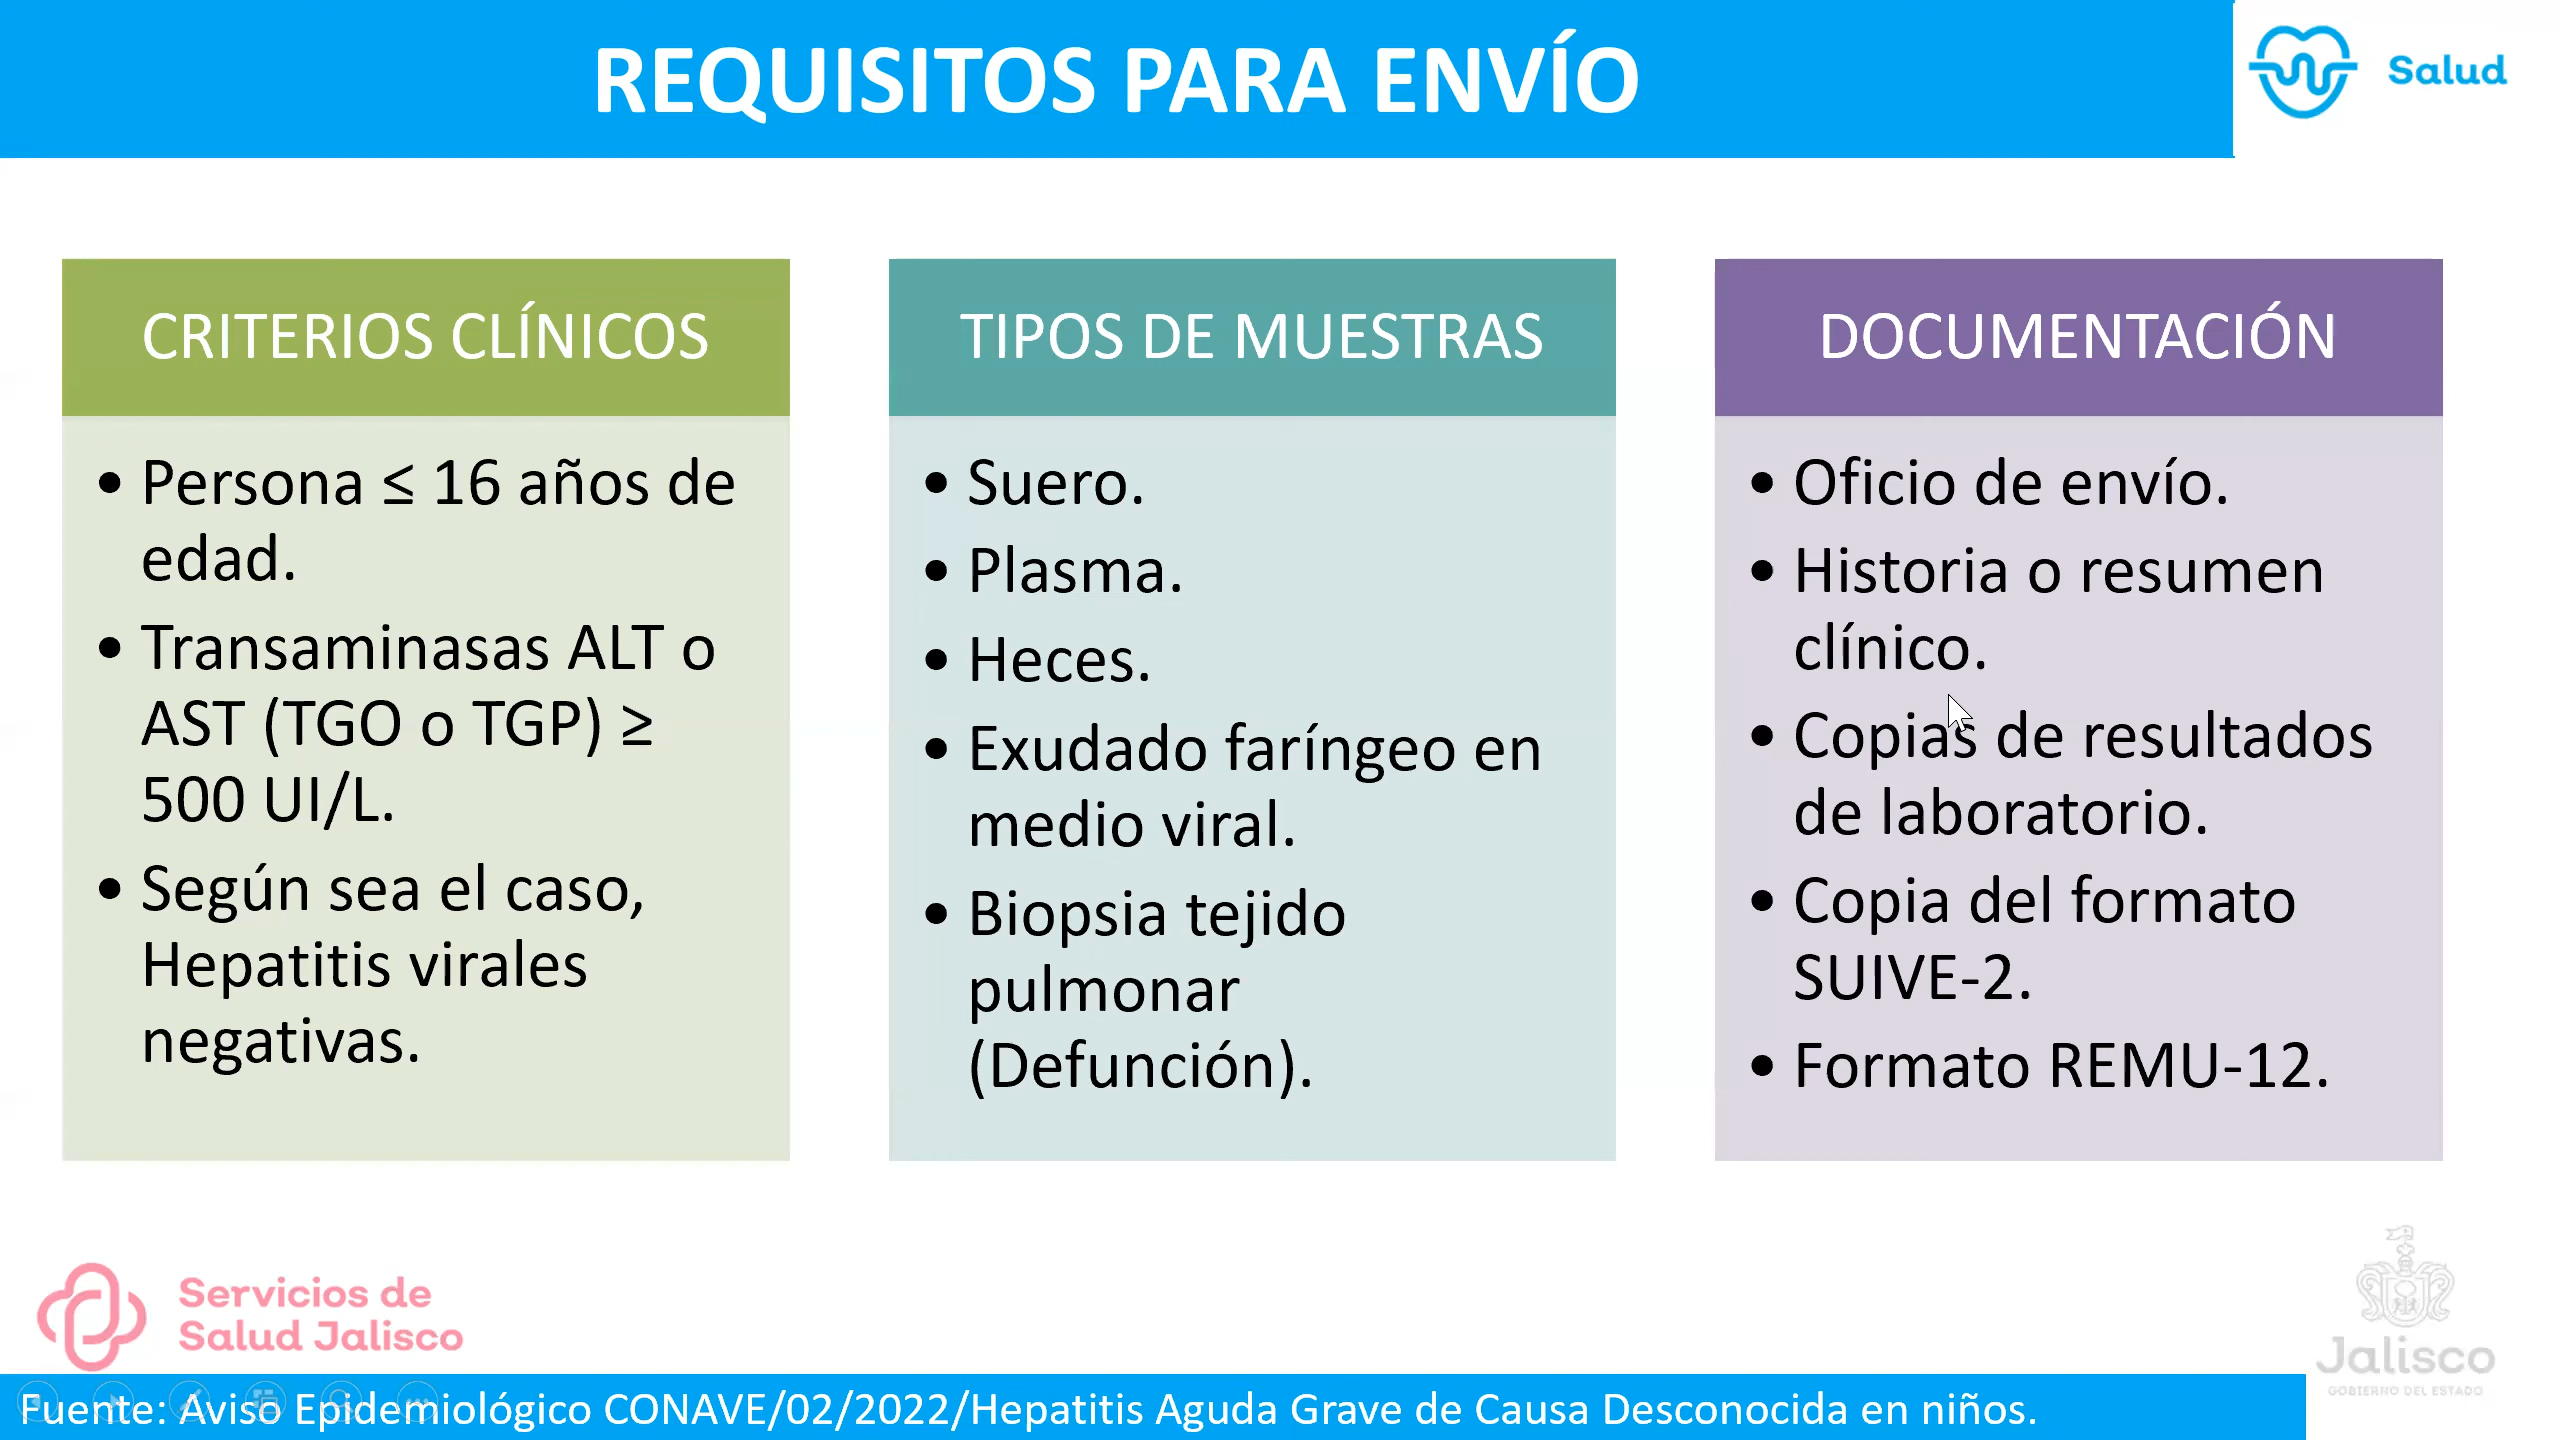 REQUISITOS PARA ENVÍO
Salud
CRITERIOS CLÍNICOS
• Persona ≤ 16 años de
edad.
• Transaminasas ALT o
AST (TGO o TGP) ≥
500 UI/L.
• Según sea el caso,
Hepatitis virales
negativas.
TIPOS DE MUESTRAS
• Suero.
• Plasma.
• Heces.
• Exudado faríngeo en
medio viral.
• Biopsia tejido
pulmonar
(Defunción).
DOCUMENTACIÓN
• Oficio de envío.
• Historia o resumen
clínico.
• Copias de resultados
de laboratorio.
• Copia del formato
SUIVE-2.
• Formato REMU-12.
Servicios de
Salud Jalisco
Jalisco
GOBIERNO DEL ESTADO
Fuente: Aviso Epidemiológico CONAVE/02/2022/Hepatitis Aguda Grave de Causa Desconocida en niños.